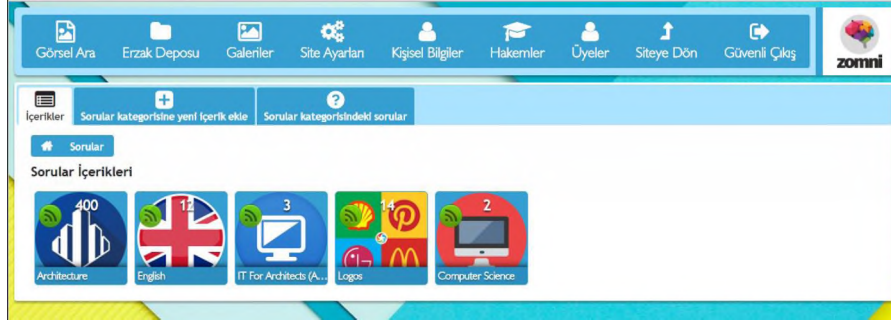 Görsel Ara Erzak Deposu Galeriler Site Ayarları Kişisel Bilgiler Hakemler Üyeler Siteye Dön Güvenli Çıkış
zomni
İçerikler Sorular kategorisine yeni içerik ekle Sorular kategorisindeki sorular
Sorular
Sorular İçerikleri
400 12 3 14 2
Architecture English IT For Architects (A... Logos Computer Science